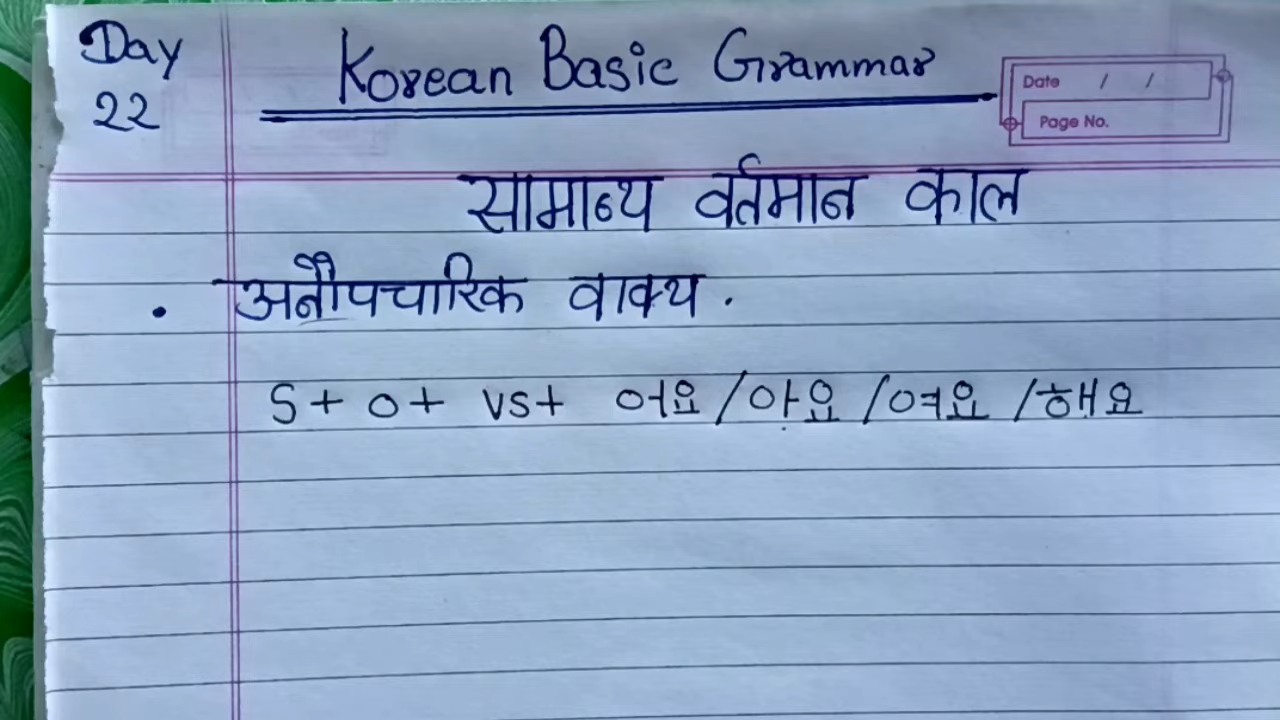 Day
22
Korean Basic Grammar
Date / /
Page No.
सामान्य वर्तमान काल
• अनौपचारिक वाक्य .
S + O + VS + 어요 / 아요 / 여요 / 해요